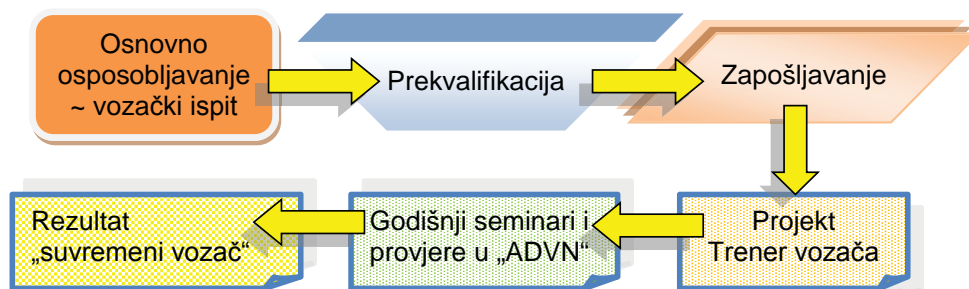 Osnovno
osposobljavanje
~ vozački ispit
Prekvalifikacija
Zapošljavanje
Projekt
Trener vozača
Godišnji seminari i
provjere u „ADVN“
Rezultat
„suvremeni vozač“